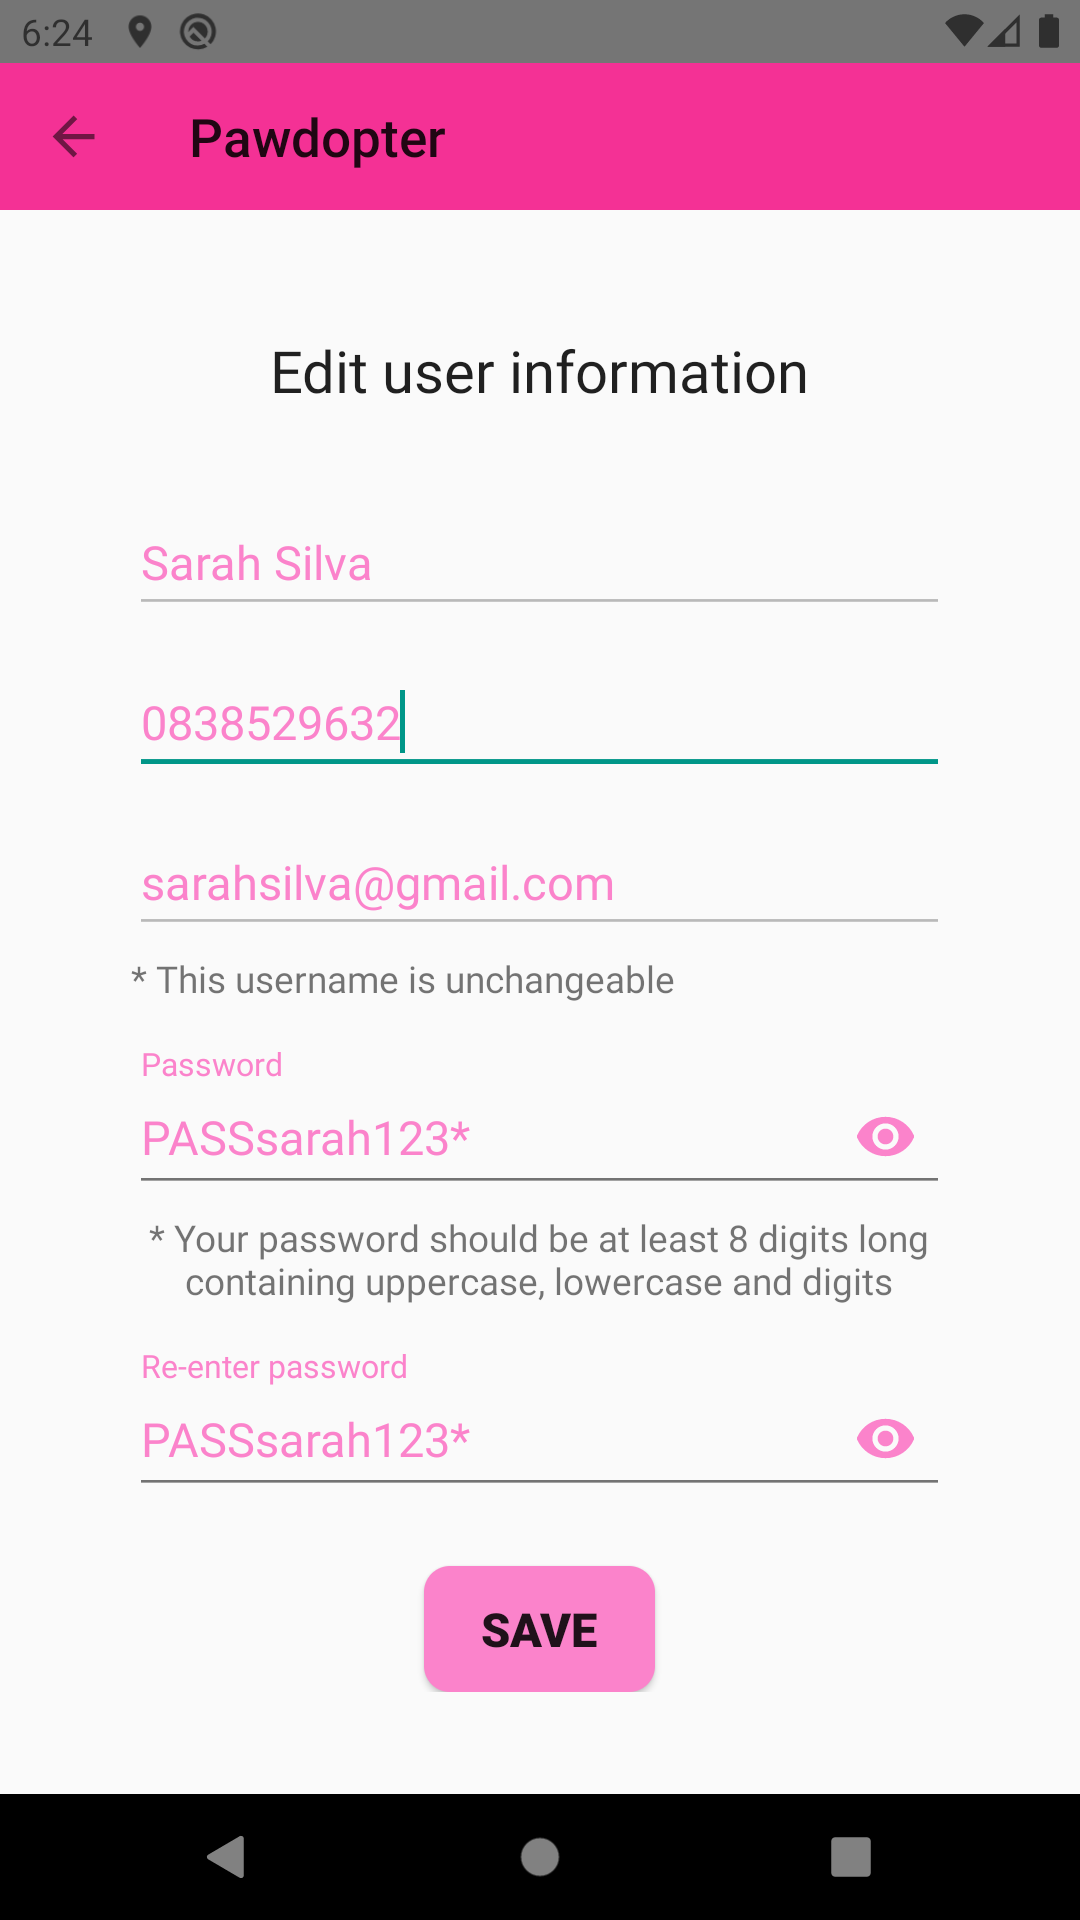 6:24
Pawdopter
Edit user information
Sarah Silva
0838529632
sarahsilva@gmail.com
* This username is unchangeable
Password
PASSsarah123*
* Your password should be at least 8 digits long
containing uppercase, lowercase and digits
Re-enter password
PASSsarah123*
SAVE